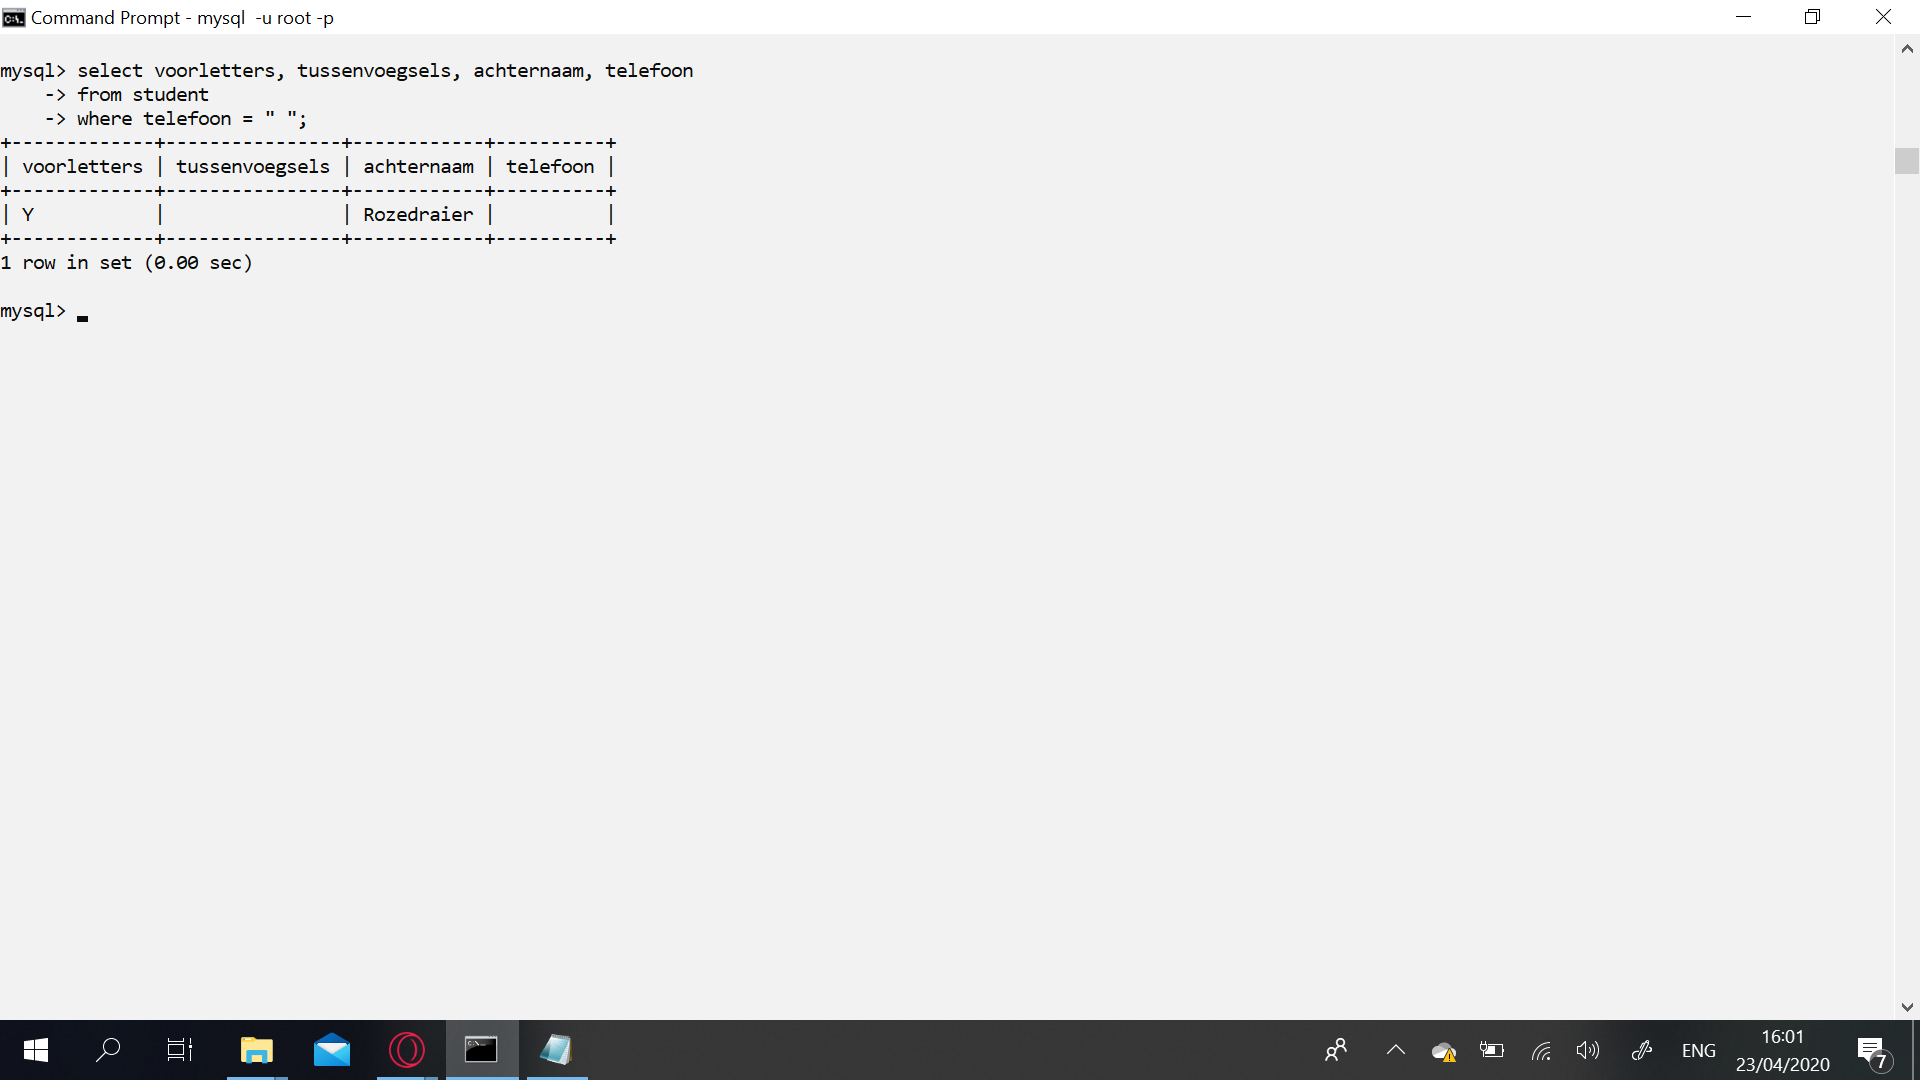 Command Prompt - mysql  -u root -p
mysql> select voorletters, tussenvoegsels, achternaam, telefoon
    -> from student
    -> where telefoon = " ";
+-------------+----------------+------------+----------+
| voorletters | tussenvoegsels | achternaam | telefoon |
+-------------+----------------+------------+----------+
| Y           |                | Rozedraier |          |
+-------------+----------------+------------+----------+
1 row in set (0.00 sec)
mysql>
ENG
16:01
23/04/2020
7